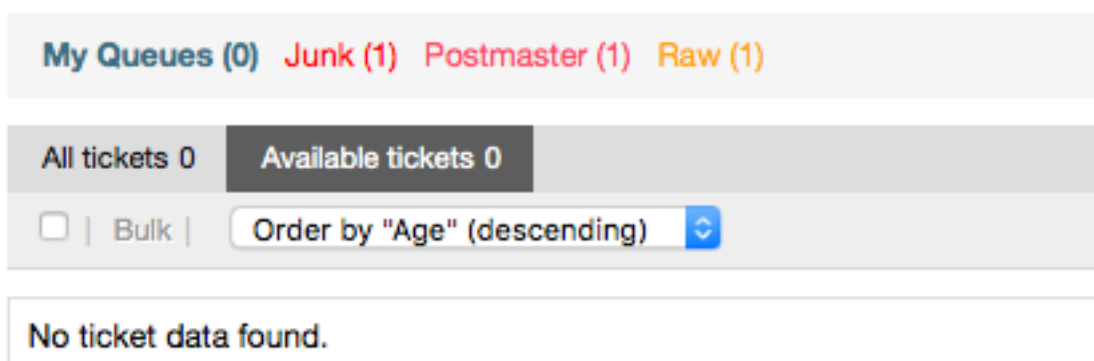 My Queues (0) Junk (1) Postmaster (1) Raw (1)
All tickets 0 Available tickets 0
| Bulk | Order by "Age" (descending)
No ticket data found.